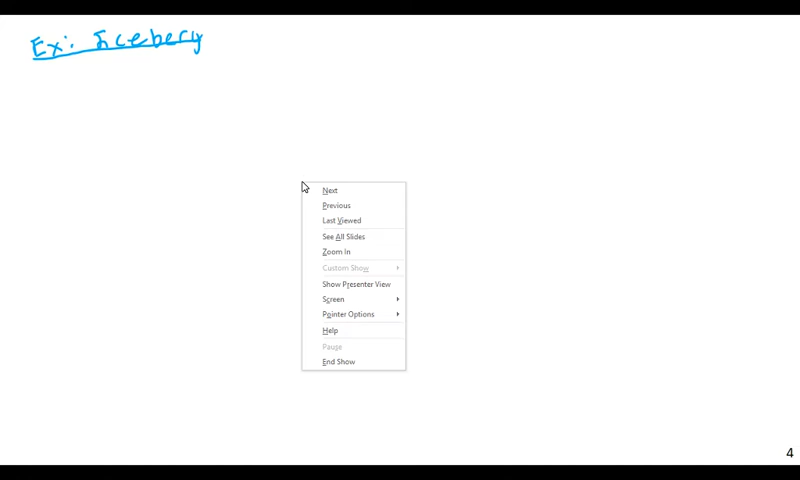 Ex: Iceberg
Next
Previous
Last Viewed
See All Slides
Zoom In
Custom Show
Show Presenter View
Screen
Pointer Options
Help
Pause
End Show
4